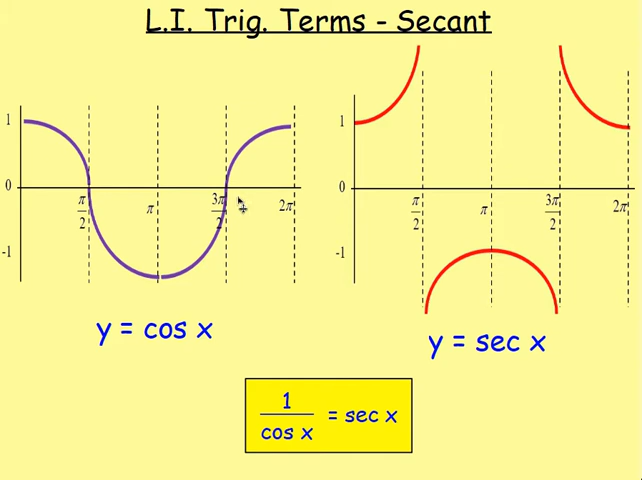 L.I. Trig. Terms - Secant
1
0
-1
π/2
π
3π/2
2π
y = cos x
1
0
-1
π/2
π
3π/2
2π
y = sec x
1/cos x = sec x